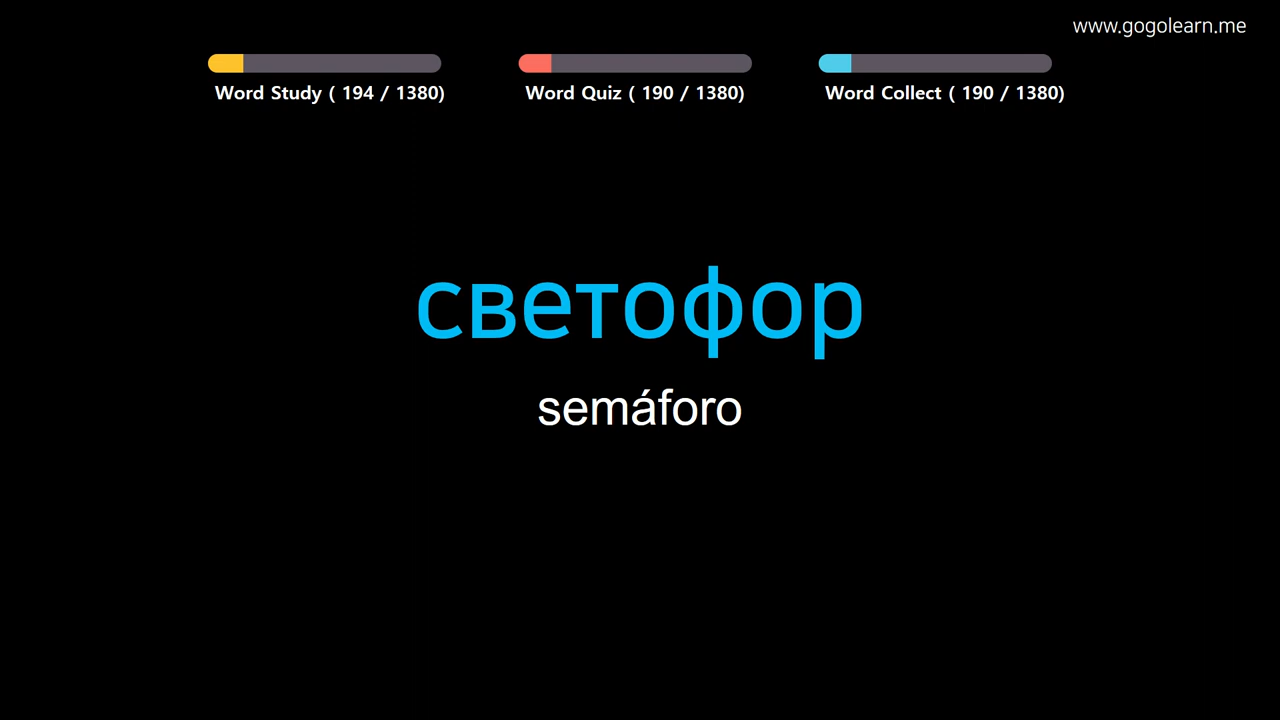 www.gogolearn.me
Word Study ( 194 / 1380)
Word Quiz ( 190 / 1380)
Word Collect ( 190 / 1380)
светофор
semáforo